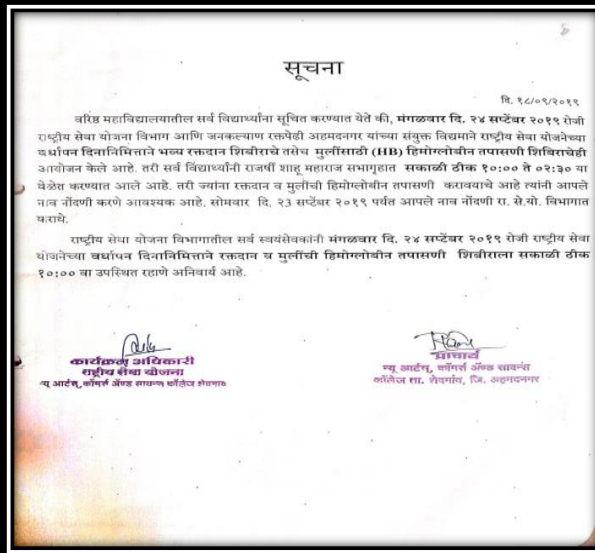 सूचना
दि. १८/०९/२०१९
वरिष्ठ महाविद्यालयातील सर्व विद्यार्थ्यांना सूचित करण्यात येते की, मंगळवार दि. २४ सप्टेंबर २०१९ रोजी
राष्ट्रीय सेवा योजना विभाग आणि जनकल्याण रक्तपेढी अहमदनगर यांच्या संयुक्त विद्यमाने राष्ट्रीय सेवा योजनेच्या
वर्धापन दिनानिमित्ताने भव्य रक्तदान शिबीराचे तसेच मुलींसाठी (HB) हिमोग्लोबीन तपासणी शिबिराचेही
आयोजन केले आहे. तरी सर्व विद्यार्थ्यांनी राजर्षी शाहू महाराज सभागृहात सकाळी ठीक १०:०० ते ०२:३० या
वेळेत करण्यात आले आहे. तरी ज्यांना रक्तदान व मुलींची हिमोग्लोबीन तपासणी करावयाचे आहे त्यांनी आपले
नाव नोंदणी करणे आवश्यक आहे. सोमवार दि. २३ सप्टेंबर २०१९ पर्यत आपले नाव नोंदणी रा. से.यो. विभागात
करावे.
राष्ट्रीय सेवा योजना विभागातील सर्व स्वयंसेवकांनी मंगळवार दि. २४ सप्टेंबर २०१९ रोजी राष्ट्रीय सेवा
योजनेच्या वर्धापन दिनानिमित्ताने रक्तदान व मुलींची हिमोग्लोबीन तपासणी शिबीराला सकाळी ठीक
१०:०० वा उपस्थित रहाणे अनिवार्य आहे.
कार्यक्रम अधिकारी
राष्ट्रीय सेवा योजना
न्यू आर्टस्, कॉमर्स ॲण्ड सायन्स कॉलेज शेवगाव
प्राचार्य
न्यू आर्टस्, कॉमर्स ॲण्ड सायन्स
कॉलेज ता. शेवगांव, जि. अहमदनगर